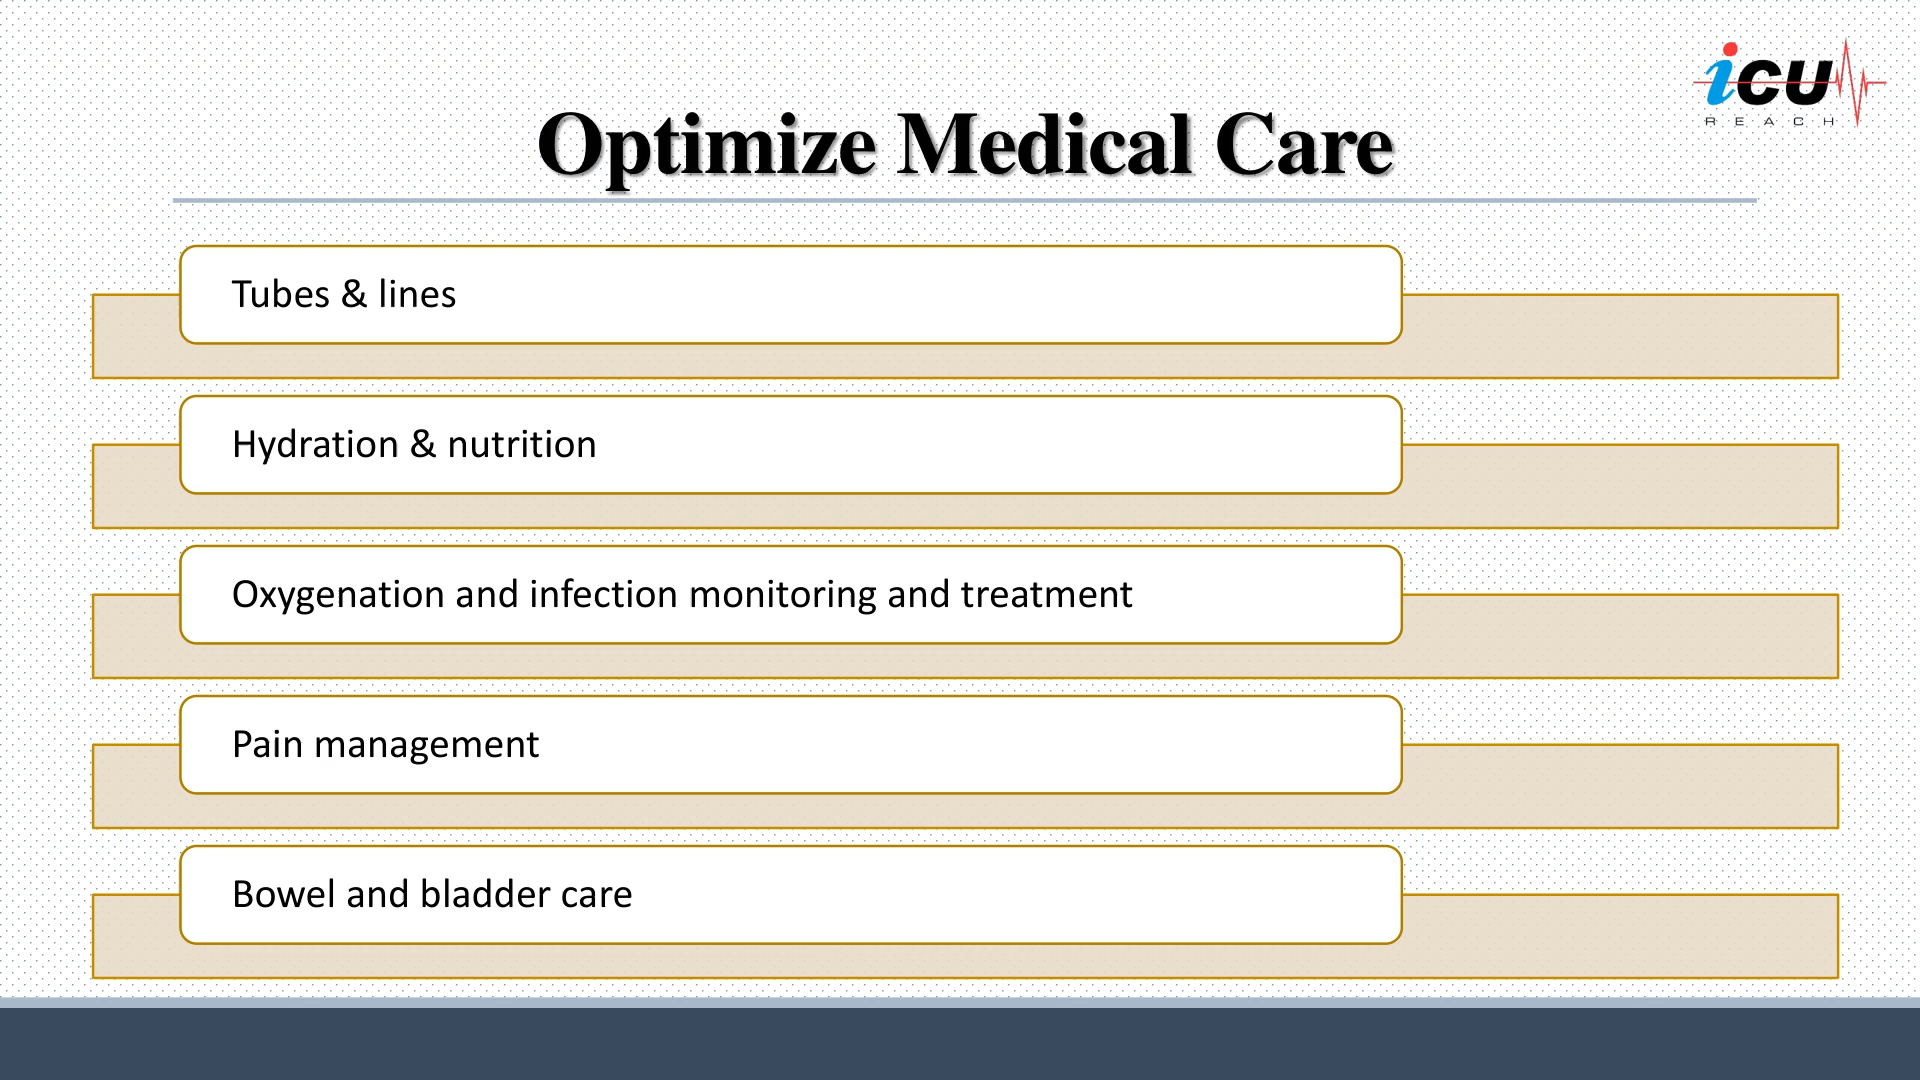 icu
REACH
Optimize Medical Care
Tubes & lines
Hydration & nutrition
Oxygenation and infection monitoring and treatment
Pain management
Bowel and bladder care